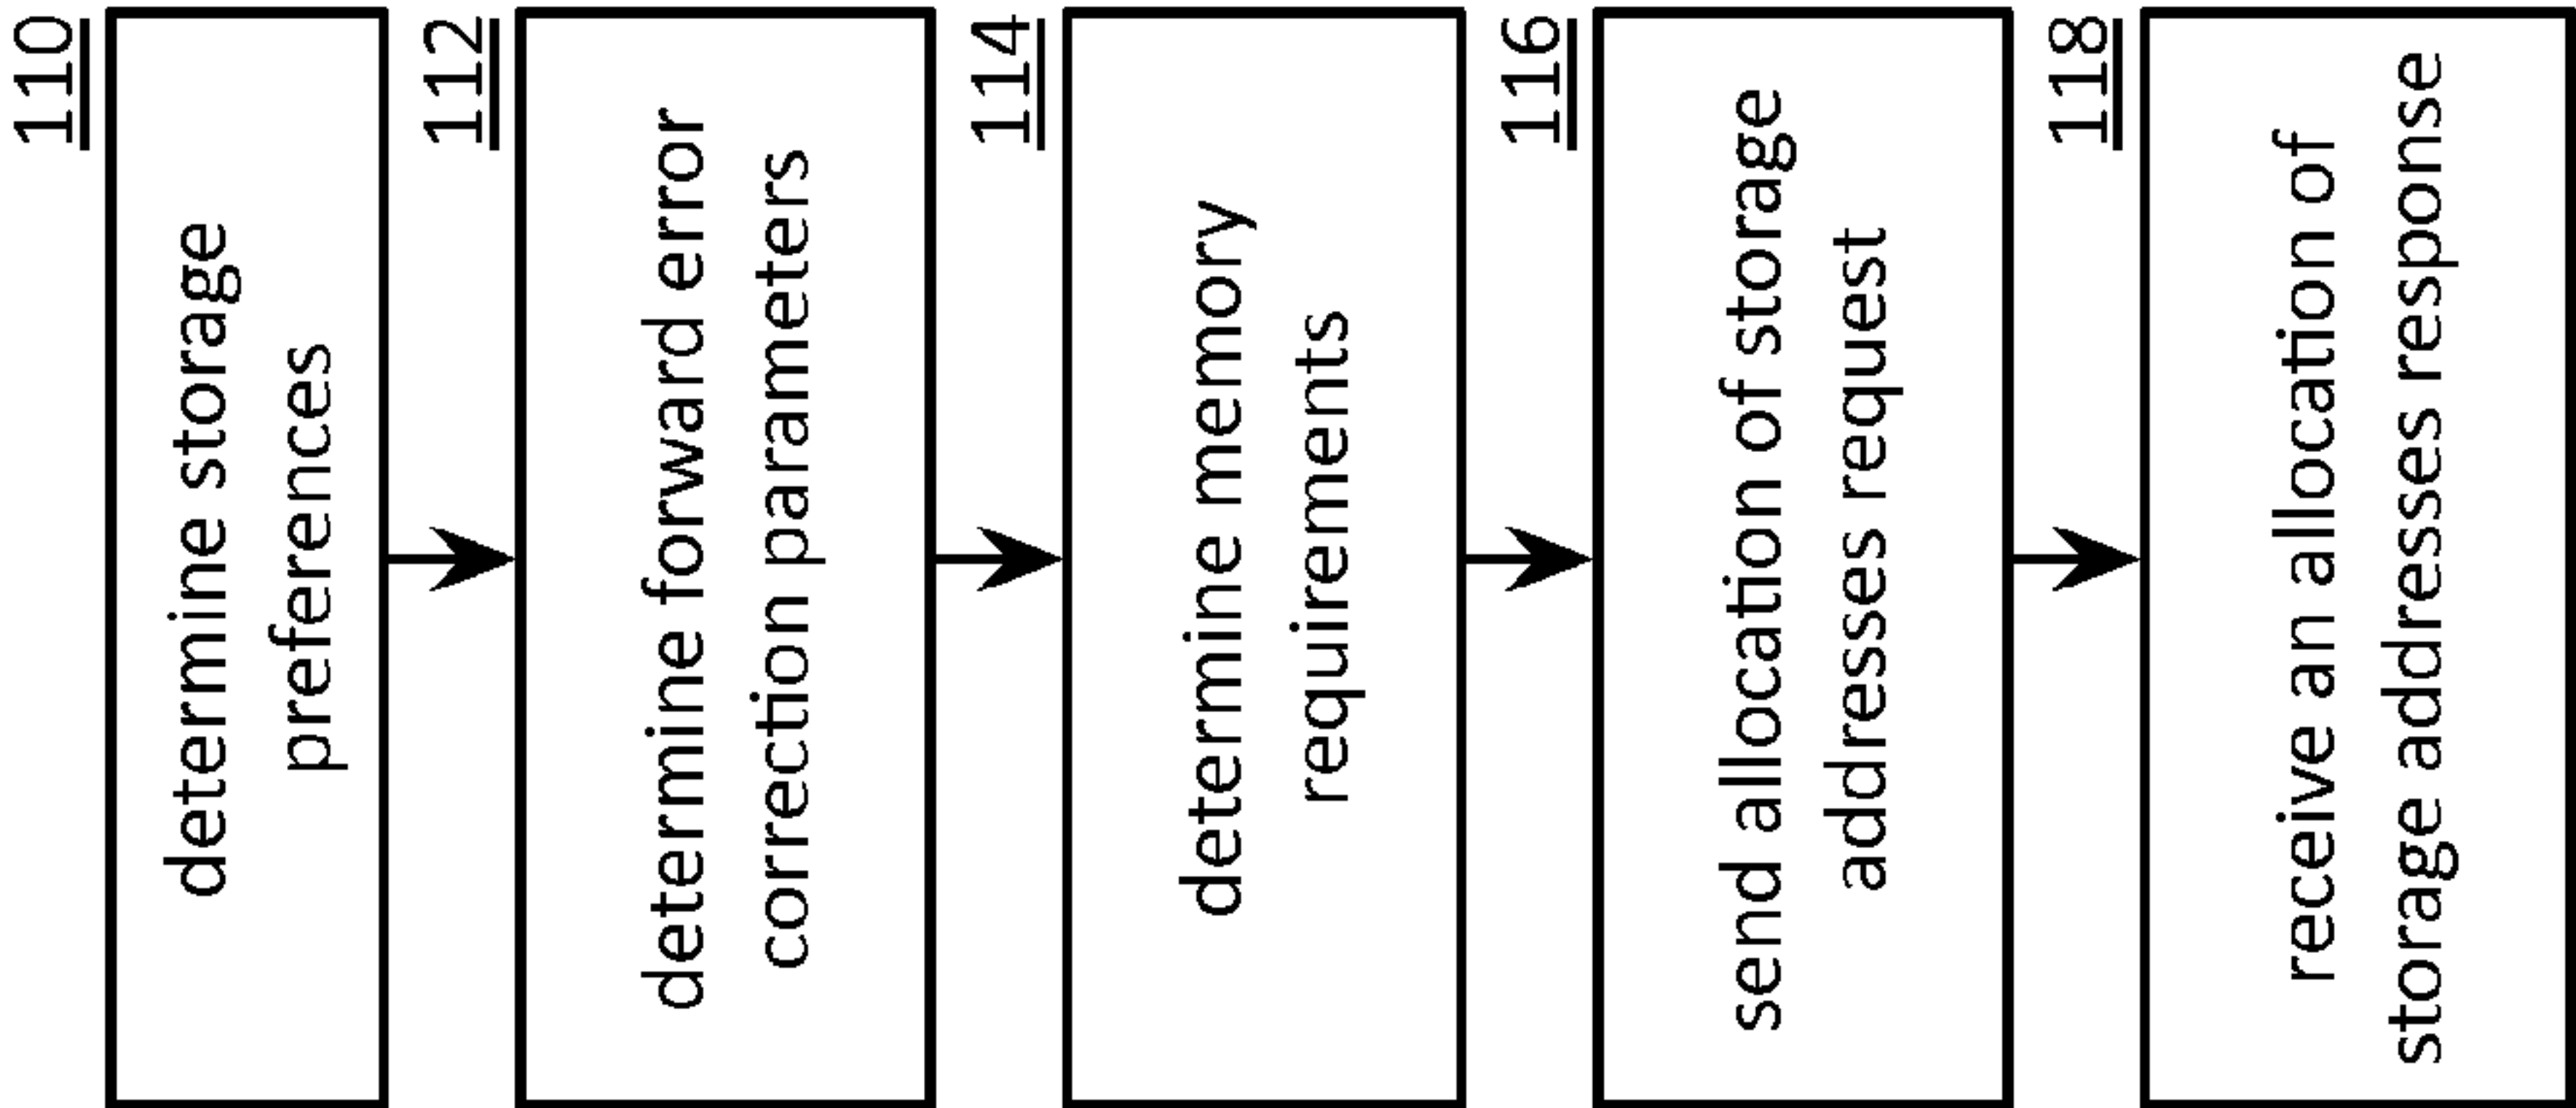 110
determine storage
preferences
112
determine forward error
correction parameters
114
determine memory
requirements
116
send allocation of storage
addresses request
118
receive an allocation of
storage addresses response